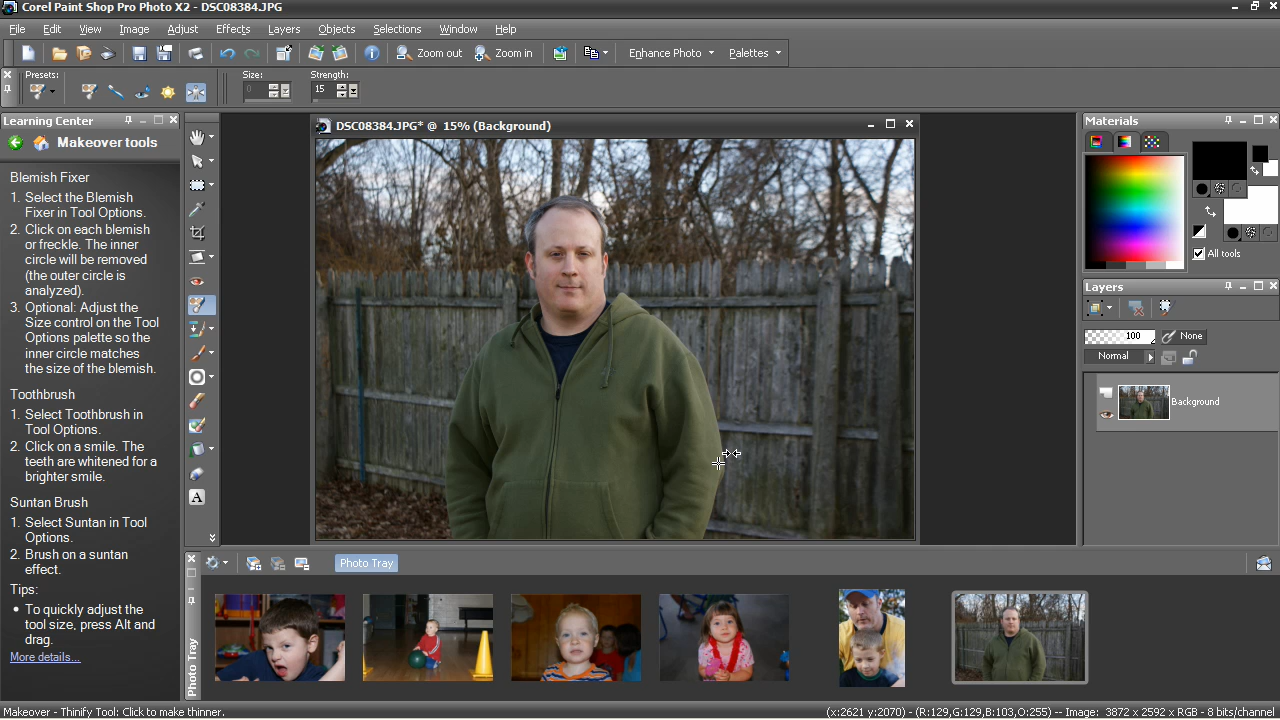 Corel Paint Shop Pro Photo X2 - DSC08384.JPG
File Edit View Image Adjust Effects Layers Objects Selections Window Help
Zoom out Zoom in Enhance Photo Palettes
Presets: Size: Strength:
0 15
Learning Center
Makeover tools
Blemish Fixer
1. Select the Blemish
Fixer in Tool Options.
2. Click on each blemish
or freckle. The inner
circle will be removed
(the outer circle is
analyzed).
3. Optional: Adjust the
Size control on the Tool
Options palette so the
inner circle matches
the size of the blemish.
Toothbrush
1. Select Toothbrush in
Tool Options.
2. Click on a smile. The
teeth are whitened for a
brighter smile.
Suntan Brush
1. Select Suntan in Tool
Options.
2. Brush on a suntan
effect.
Tips:
• To quickly adjust the
tool size, press Alt and
drag.
More details...
A
DSC08384.JPG* @ 15% (Background)
Materials
All tools
Layers
100 None
Normal
Background
Photo Tray
Photo Tray
Makeover - Thinify Tool: Click to make thinner.
(x:2621 y:2070) - (R:129,G:129,B:103,O:255) -- Image: 3872 x 2592 x RGB - 8 bits/channel